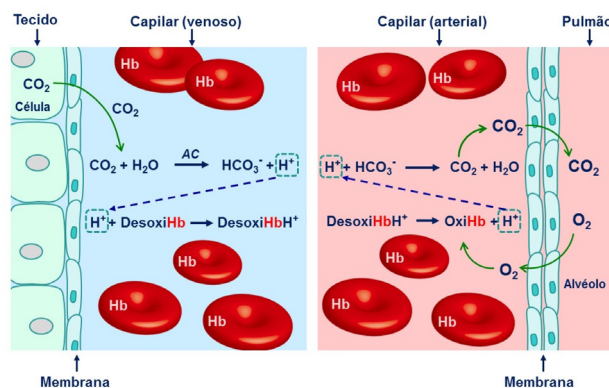 Tecido
Capilar (venoso)
Hb
Hb
CO₂
Célula
CO₂
CO₂ + H₂O
AC
HCO₃⁻ + H⁺
H⁺ + DesoxiHb → DesoxiHbH⁺
Hb
Hb
Hb
Membrana
Capilar (arterial)
Pulmão
Hb
Hb
CO₂
H⁺ + HCO₃⁻ → CO₂ + H₂O
CO₂
DesoxiHbH⁺ → OxiHb + H⁺
O₂
O₂
Alvéolo
Hb
Hb
Hb
Membrana